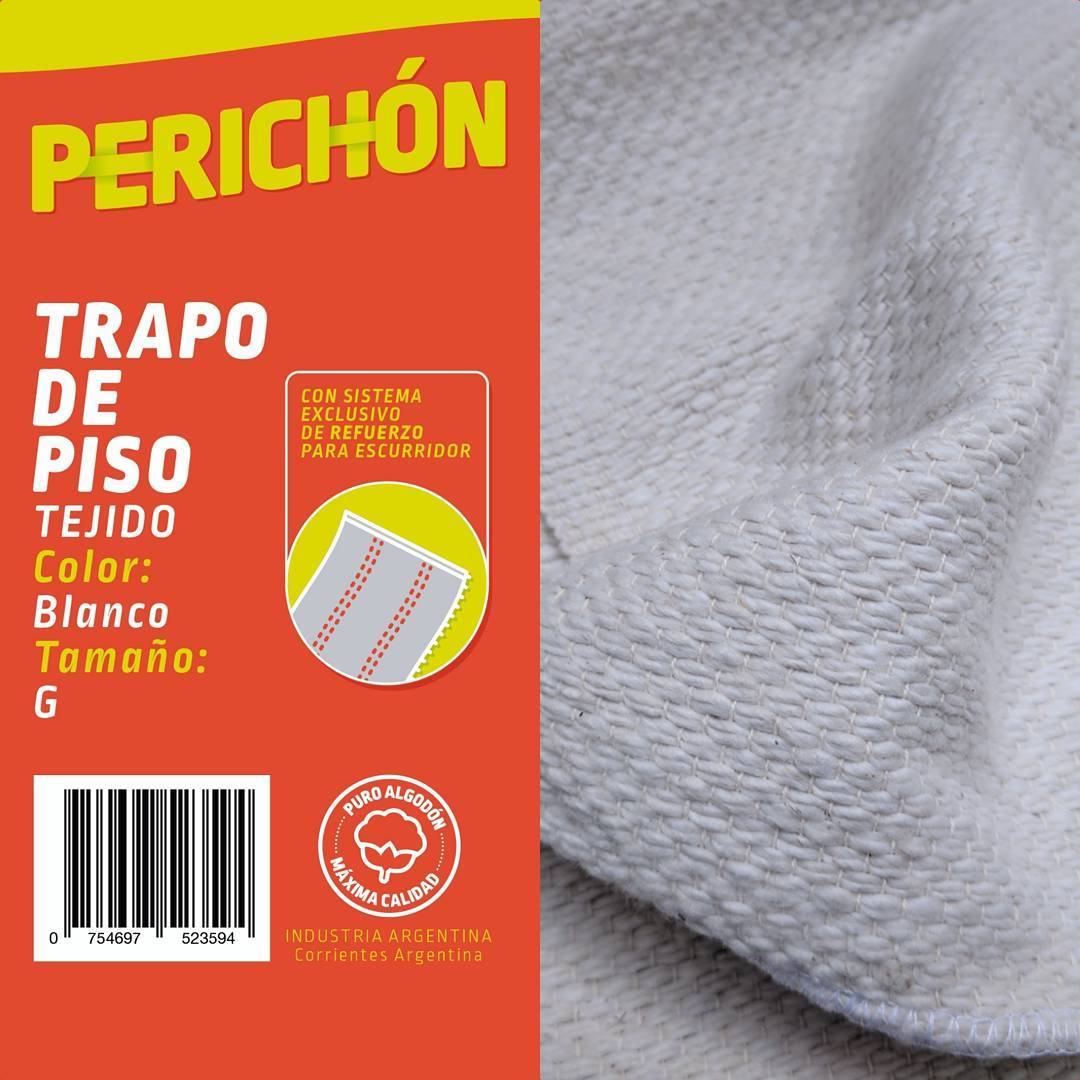 PERICHÓN
TRAPO
DE
PISO
TEJIDO
Color:
Blanco
Tamaño:
G
CON SISTEMA
EXCLUSIVO
DE REFUERZO
PARA ESCURRIDOR
0 754697 523594
PURO ALGODÓN
MÁXIMA CALIDAD
INDUSTRIA ARGENTINA
Corrientes Argentina